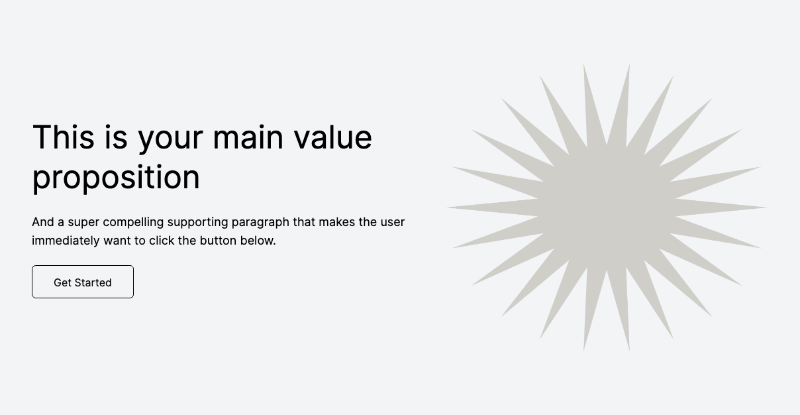 This is your main value
proposition
And a super compelling supporting paragraph that makes the user
immediately want to click the button below.
Get Started